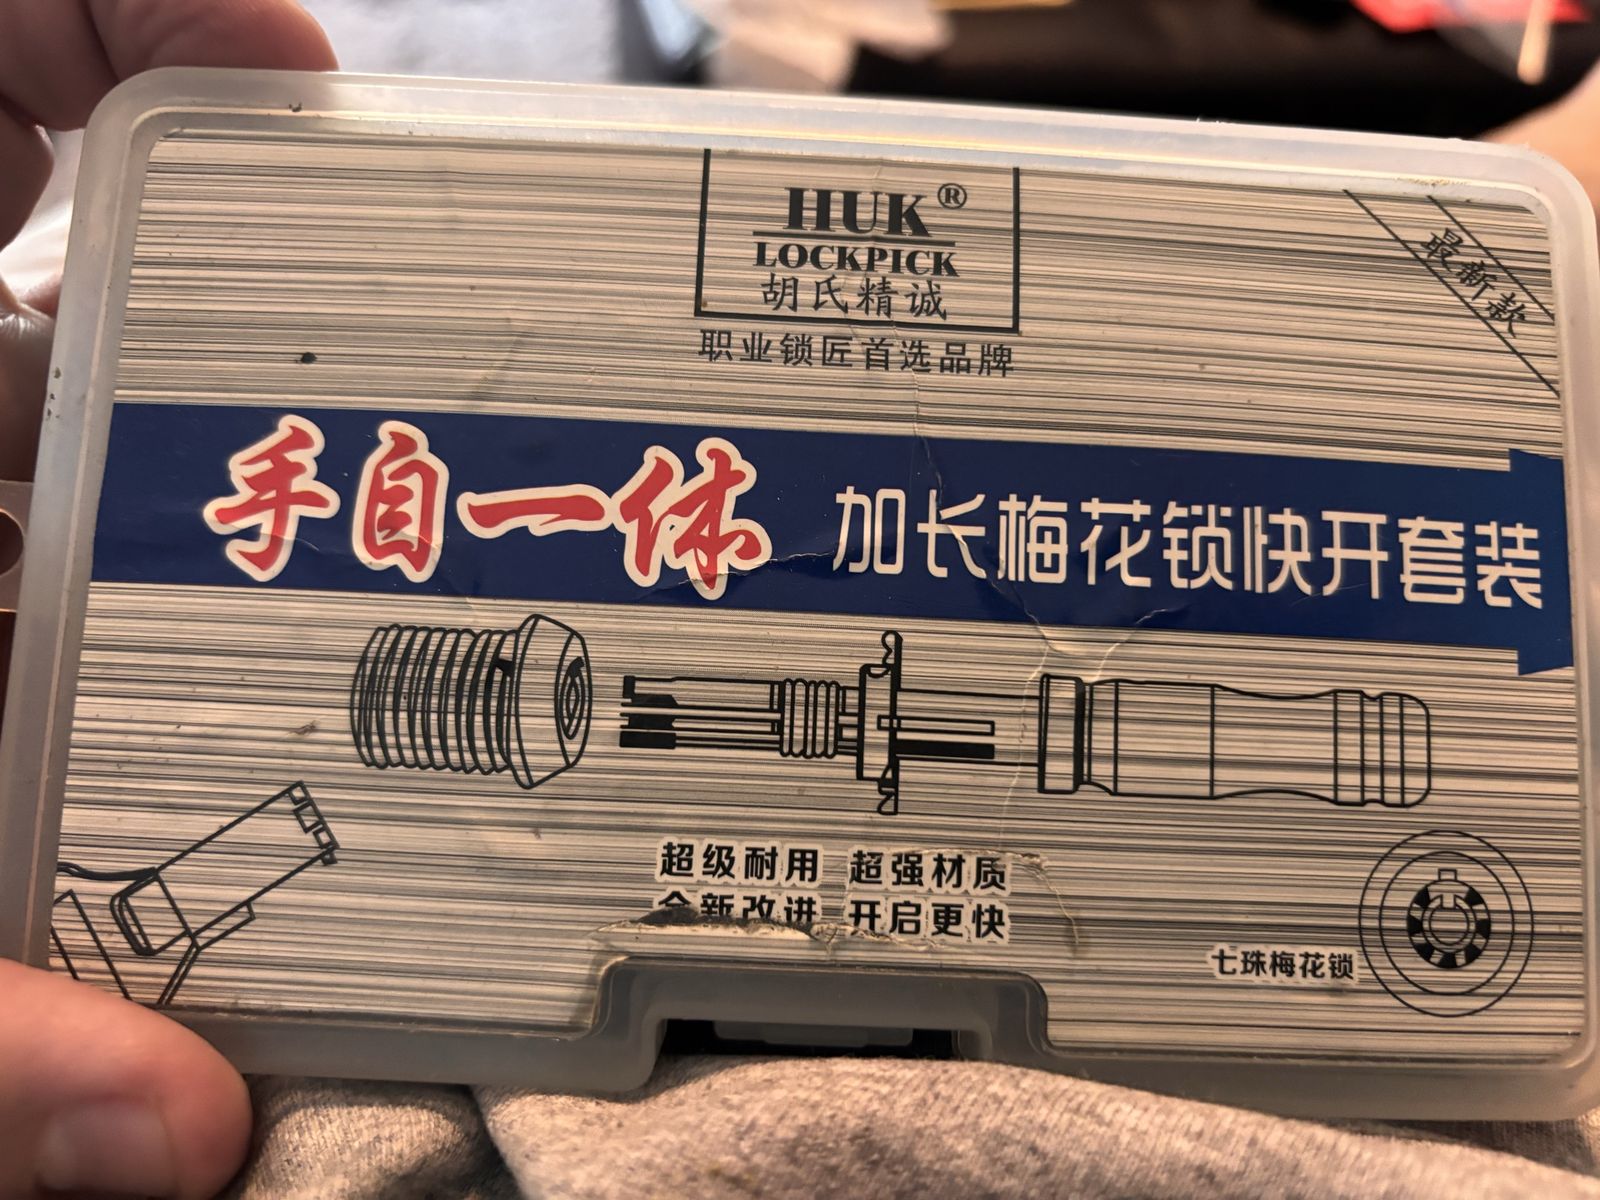 HUK®
LOCKPICK
胡氏精诚
职业锁匠首选品牌
最新款
手自一体 加长梅花锁快开套装
超级耐用 超强材质
全新改进 开启更快
七珠梅花锁